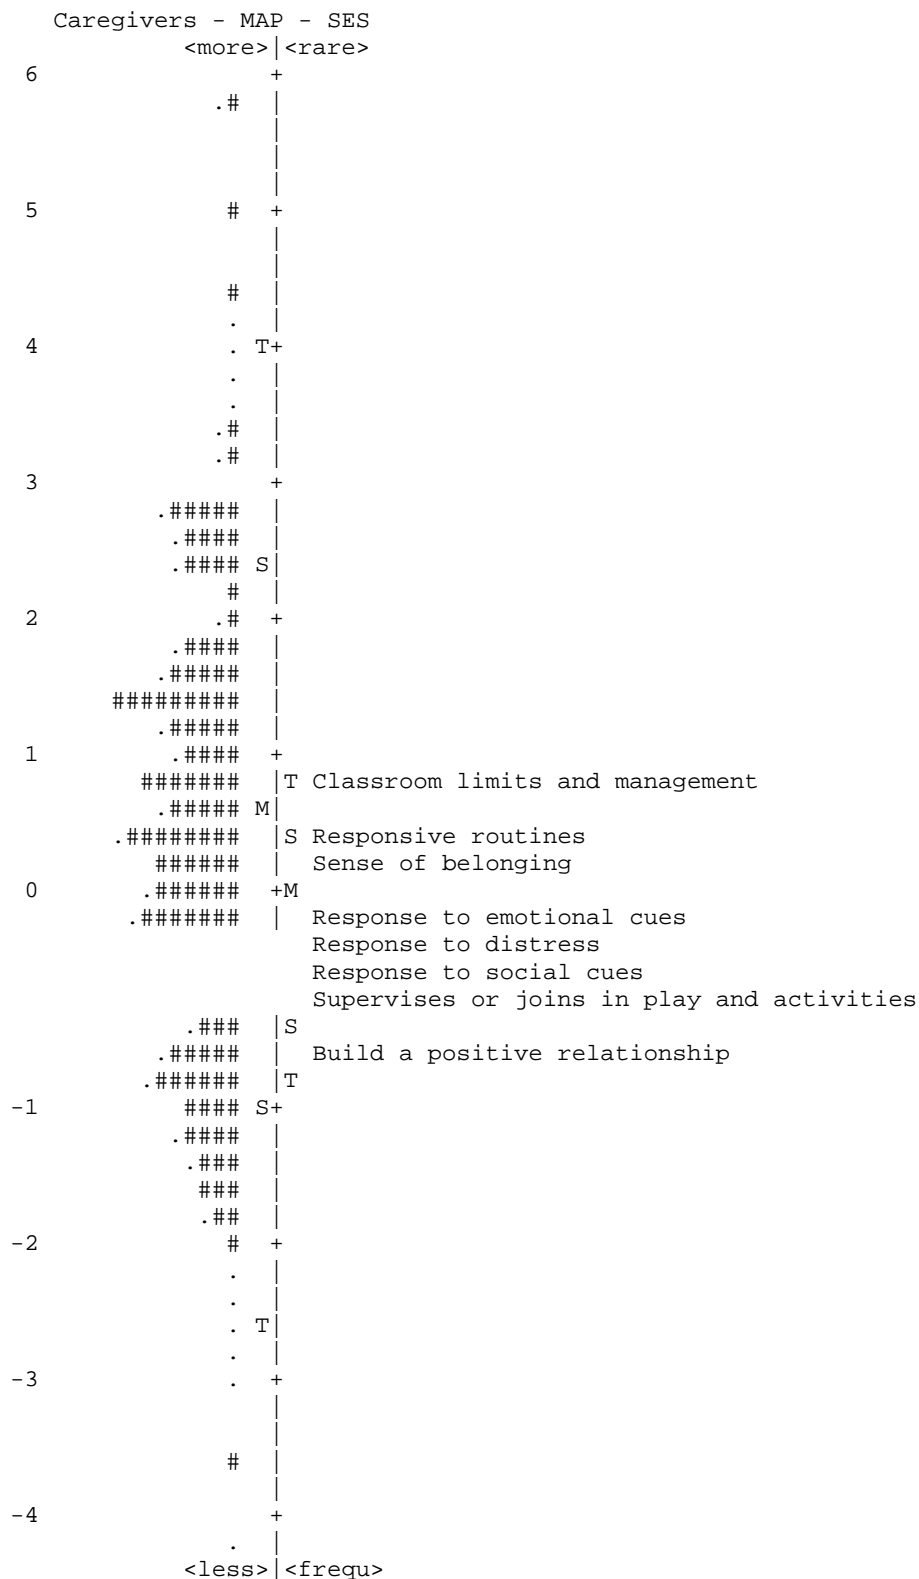 Caregivers - MAP - SES
<more>|<rare>
6 +
.# |
|
|
|
5 # +
|
|
# |
. |
4 . T+
. |
. |
.# |
.# |
3 +
.##### |
.#### |
.#### S|
# |
2 .# +
.#### |
.##### |
######### |
.##### |
1 .#### +
####### |T Classroom limits and management
.##### M|
.######## |S Responsive routines
###### | Sense of belonging
0 .###### +M
.####### | Response to emotional cues
Response to distress
Response to social cues
Supervises or joins in play and activities
.### |S
.##### | Build a positive relationship
.###### |T
-1 #### S+
.#### |
.### |
### |
.## |
-2 # +
. |
. |
. T|
. |
-3 . +
|
|
# |
|
-4 +
. |
<less>|<frequ>